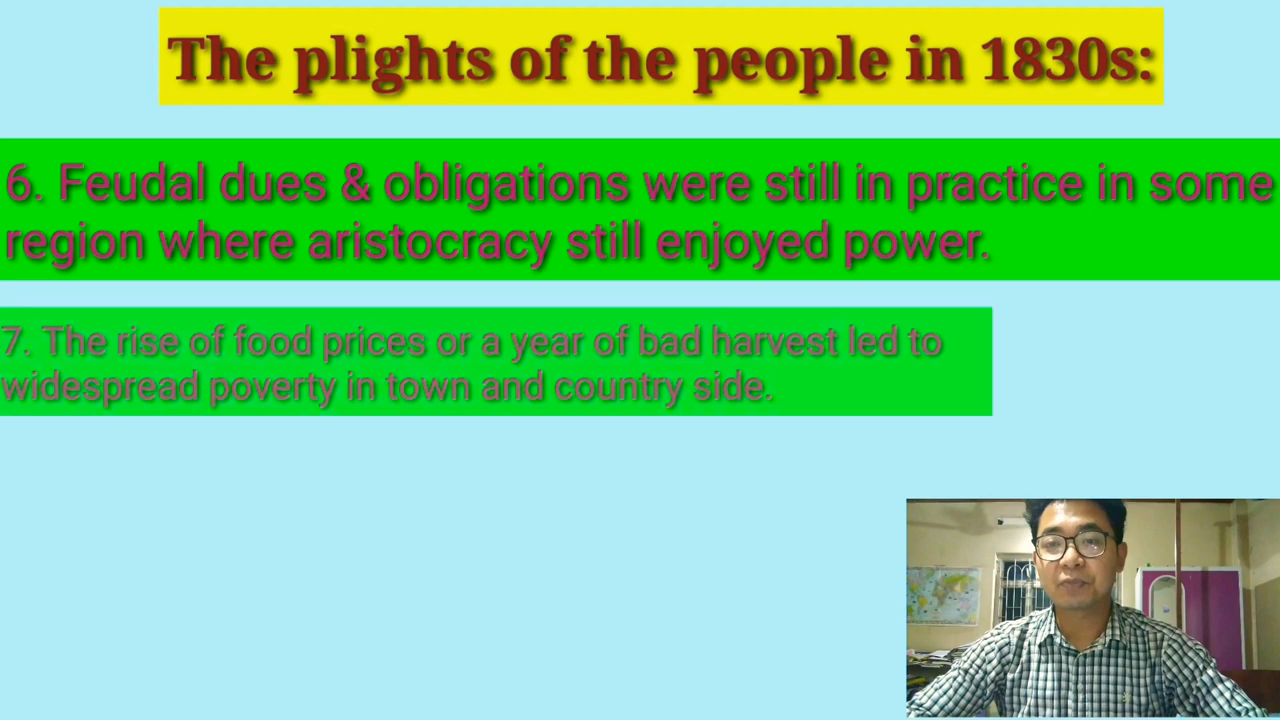 The plights of the people in 1830s:
6. Feudal dues & obligations were still in practice in some
region where aristocracy still enjoyed power.
7. The rise of food prices or a year of bad harvest led to
widespread poverty in town and country side.